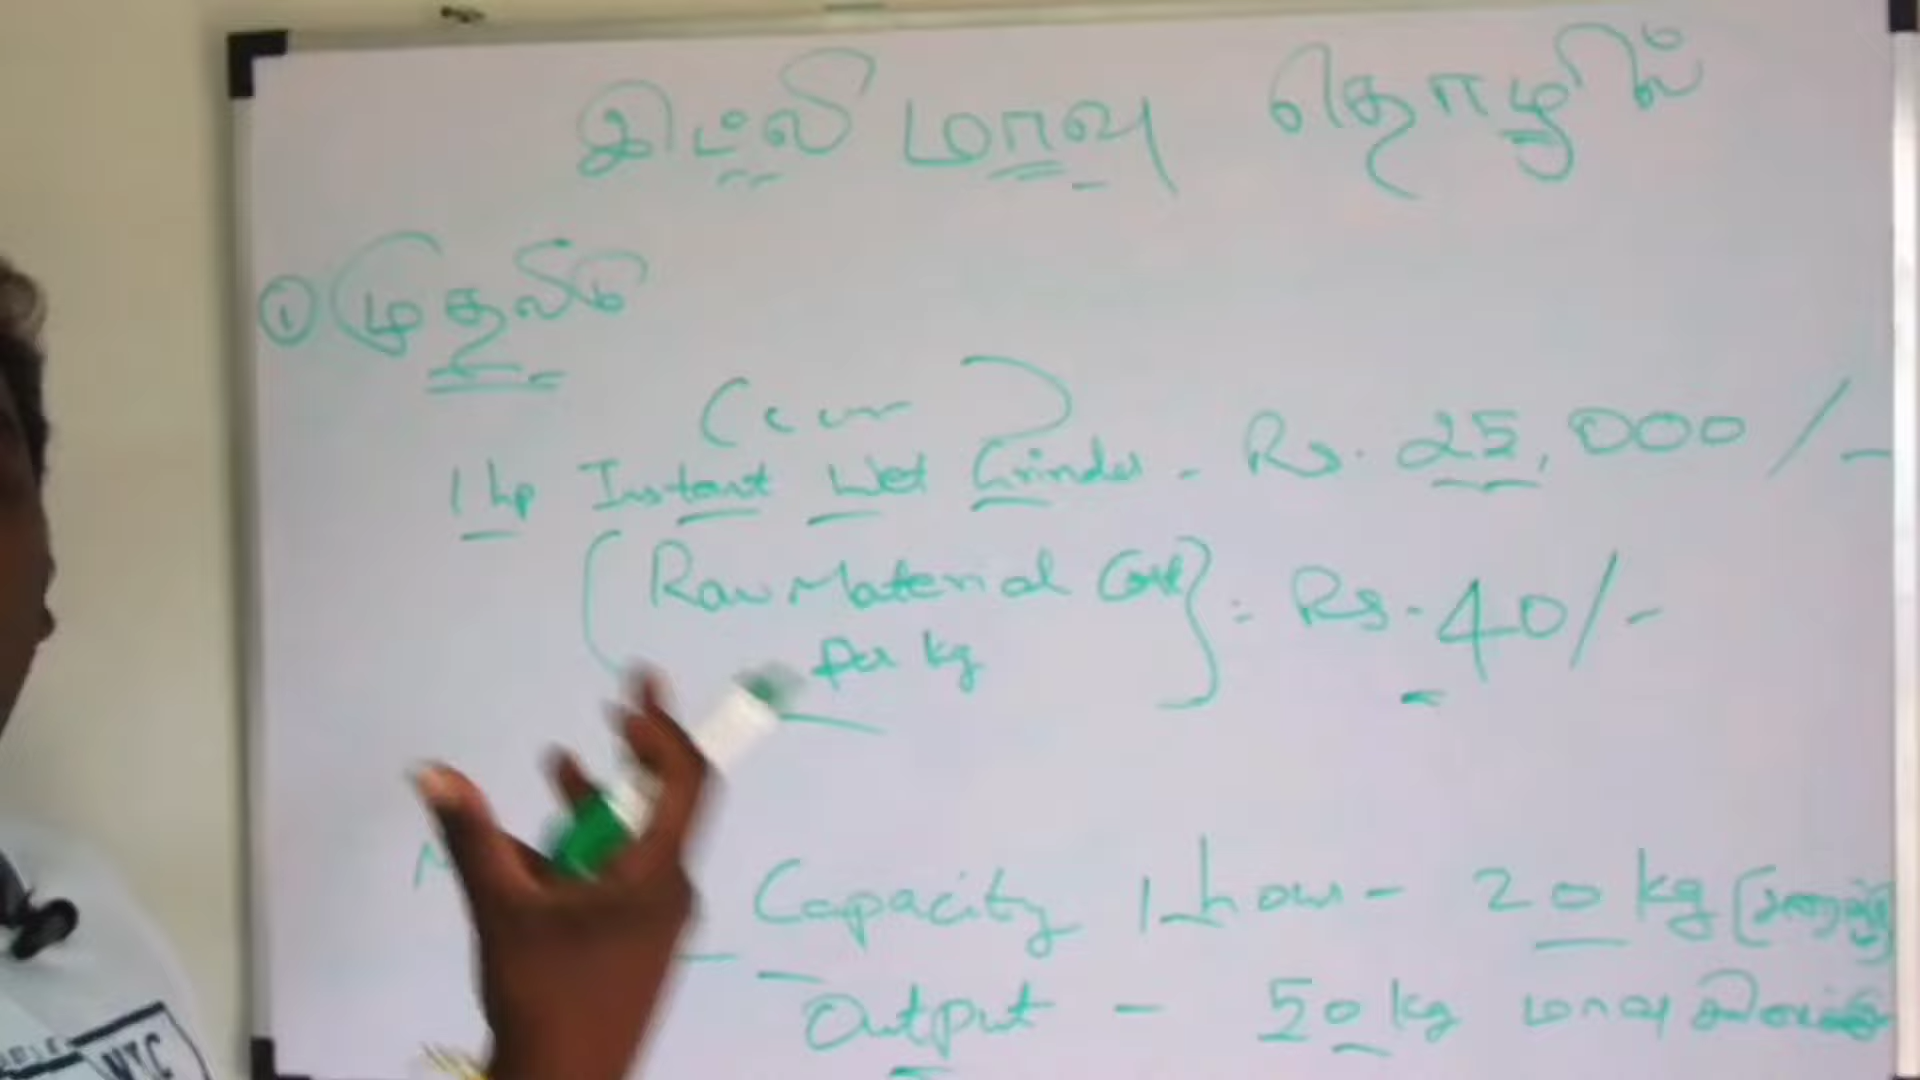 இட்லி மாவு தொழில்
① முதலீடு
1 hp Instant Wet Grinder - Rs. 25,000/-
Raw Material Cost
per kg
= Rs. 40/-
Capacity 1 hour - 20 kg
Output - 50 kg மாவு